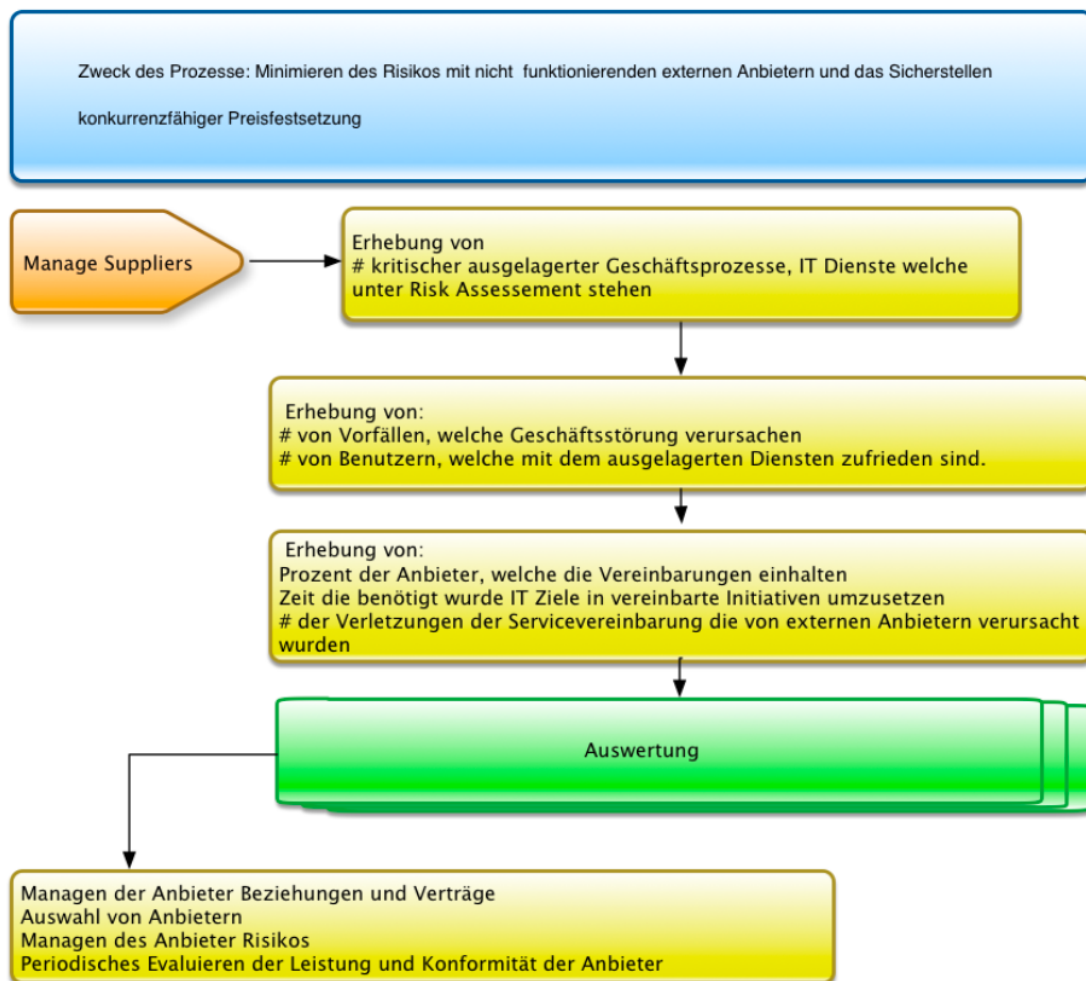 Zweck des Prozesse: Minimieren des Risikos mit nicht funktionierenden externen Anbietern und das Sicherstellen
konkurrenzfähiger Preisfestsetzung
Manage Suppliers
Erhebung von
# kritischer ausgelagerter Geschäftsprozesse, IT Dienste welche
unter Risk Assessement stehen
Erhebung von:
# von Vorfällen, welche Geschäftsstörung verursachen
# von Benutzern, welche mit dem ausgelagerten Diensten zufrieden sind.
Erhebung von:
Prozent der Anbieter, welche die Vereinbarungen einhalten
Zeit die benötigt wurde IT Ziele in vereinbarte Initiativen umzusetzen
# der Verletzungen der Servicevereinbarung die von externen Anbietern verursacht
wurden
Auswertung
Managen der Anbieter Beziehungen und Verträge
Auswahl von Anbietern
Managen des Anbieter Risikos
Periodisches Evaluieren der Leistung und Konformität der Anbieter